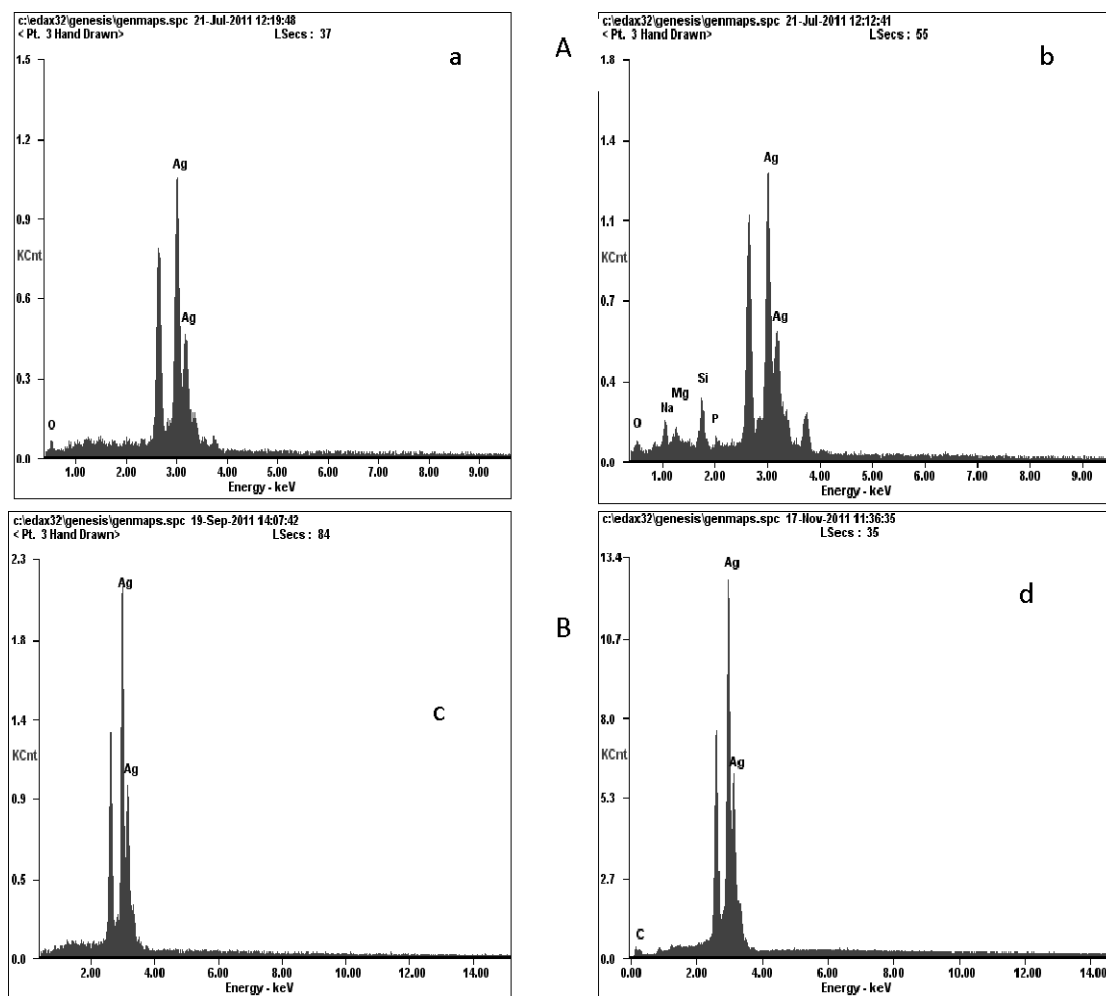 c:\edax32\genesis\genmaps.spc 21-Jul-2011 12:19:48
< Pt. 3 Hand Drawn> LSecs : 37
a
1.5
1.2
Ag
0.9
KCnt
0.6
Ag
0.3
O
0.0
1.00 2.00 3.00 4.00 5.00 6.00 7.00 8.00 9.00
Energy - keV
A
c:\edax32\genesis\genmaps.spc 21-Jul-2011 12:12:41
< Pt. 3 Hand Drawn> LSecs : 55
b
1.8
1.4
Ag
1.1
KCnt
0.7
Ag
0.4
Si
Mg
Na
P
O
0.0
1.00 2.00 3.00 4.00 5.00 6.00 7.00 8.00 9.00
Energy - keV
c:\edax32\genesis\genmaps.spc 19-Sep-2011 14:07:42
< Pt. 3 Hand Drawn> LSecs : 84
2.3
Ag
1.8
1.4
c
KCnt
Ag
0.9
0.5
0.0
2.00 4.00 6.00 8.00 10.00 12.00 14.00
Energy - keV
B
c:\edax32\genesis\genmaps.spc 17-Nov-2011 11:36:35
LSecs : 35
13.4
Ag
d
10.7
8.0
KCnt
Ag
5.3
2.7
C
0.0
0.00 2.00 4.00 6.00 8.00 10.00 12.00 14.00
Energy - keV